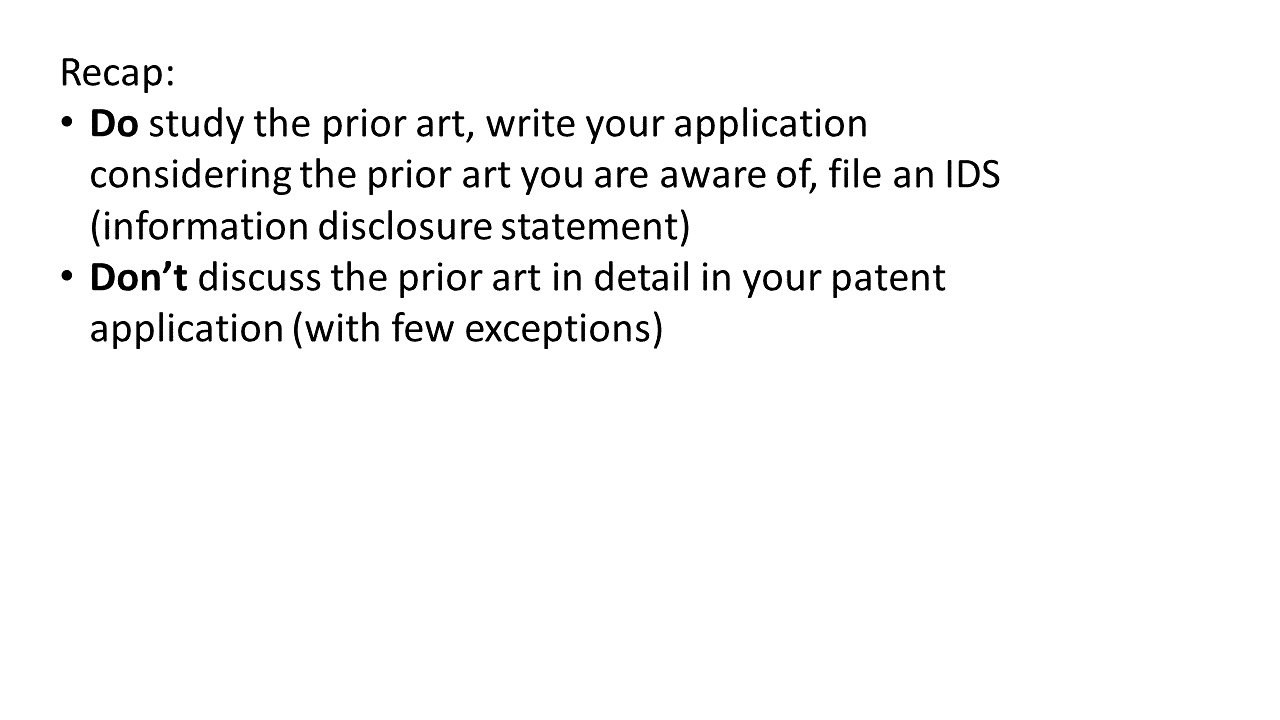 Recap:
• Do study the prior art, write your application
considering the prior art you are aware of, file an IDS
(information disclosure statement)
• Don’t discuss the prior art in detail in your patent
application (with few exceptions)